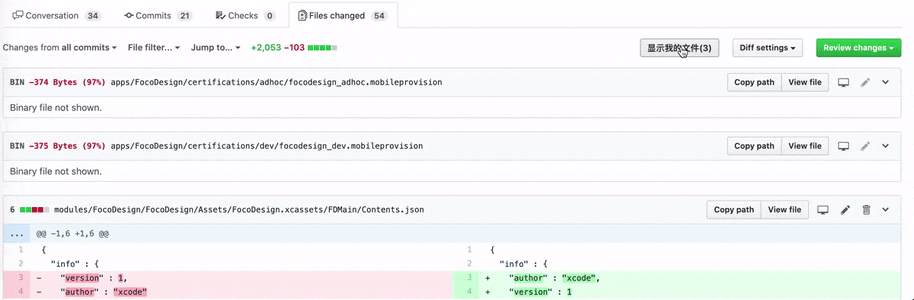 Conversation 34 Commits 21 Checks 0 Files changed 54
Changes from all commits File filter... Jump to... +2,053 −103 显示我的文件(3) Diff settings Review changes
BIN −374 Bytes (97%) apps/FocoDesign/certifications/adhoc/focodesign_adhoc.mobileprovision Copy path View file
Binary file not shown.
BIN −375 Bytes (97%) apps/FocoDesign/certifications/dev/focodesign_dev.mobileprovision Copy path View file
Binary file not shown.
6 modules/FocoDesign/FocoDesign/Assets/FocoDesign.xcassets/FDMain/Contents.json Copy path View file
... @@ -1,6 +1,6 @@
1 { 1 {
2 "info" : { 2 "info" : {
3 - "version" : 1, 3 + "author" : "xcode",
4 - "author" : "xcode" 4 + "version" : 1